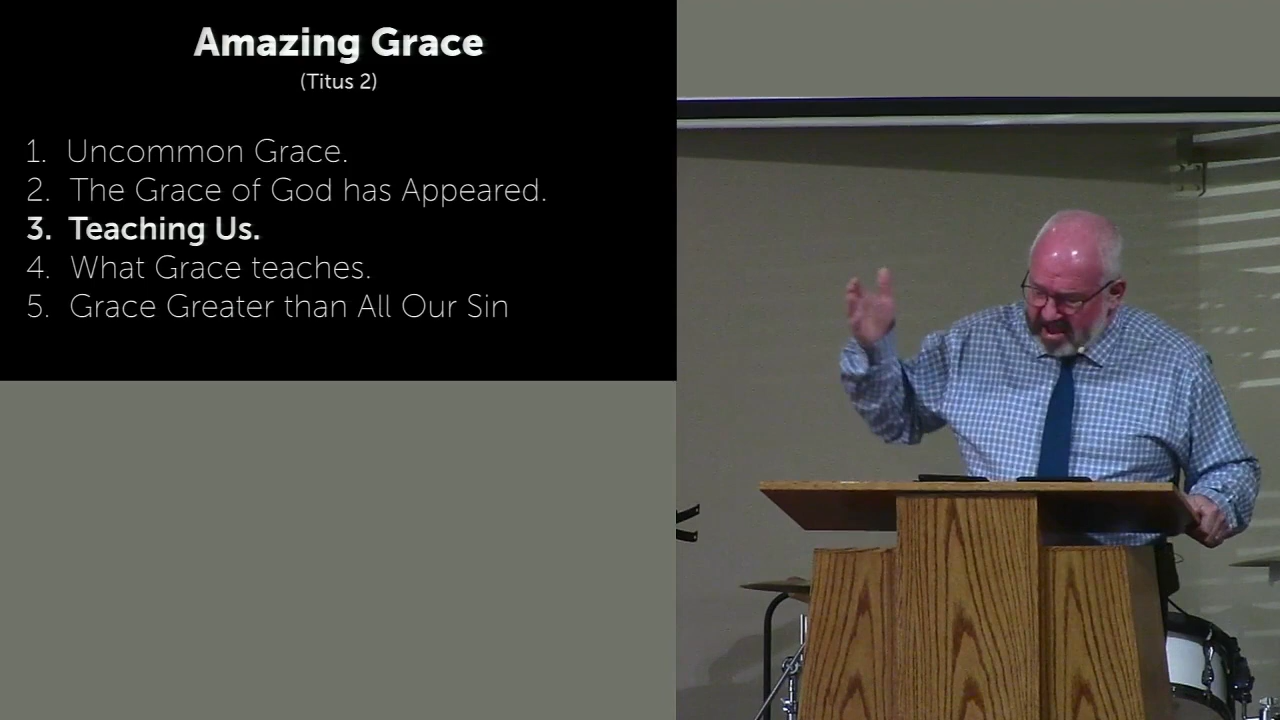 Amazing Grace
(Titus 2)
1. Uncommon Grace.
2. The Grace of God has Appeared.
3. Teaching Us.
4. What Grace teaches.
5. Grace Greater than All Our Sin